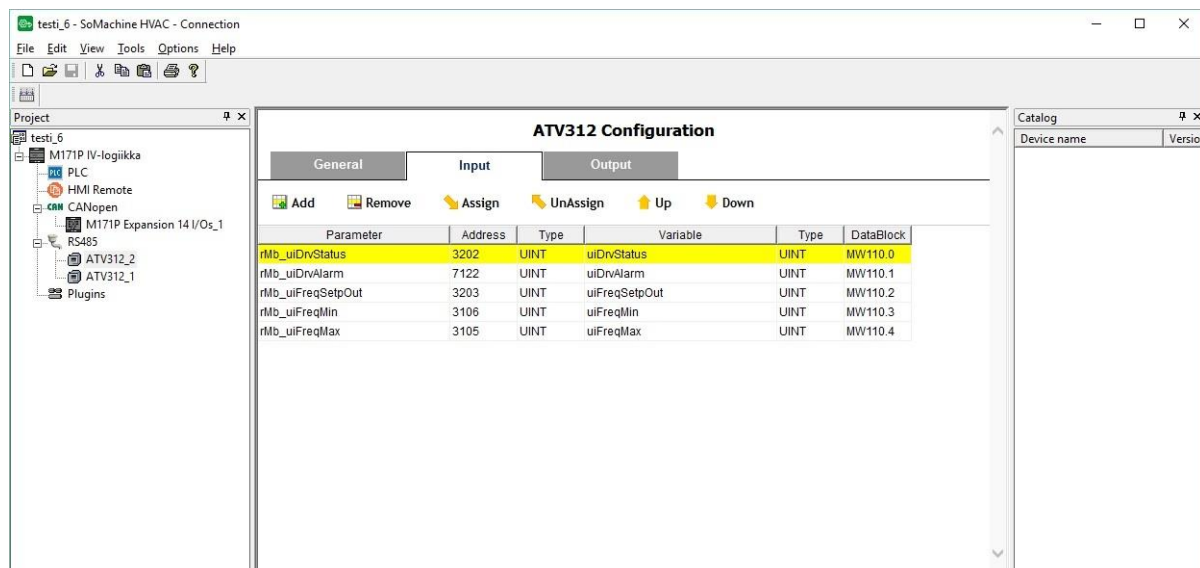 testi_6 - SoMachine HVAC - Connection
File Edit View Tools Options Help
Project
testi_6
M171P IV-logiikka
PLC PLC
HMI Remote
CAN CANopen
M171P Expansion 14 I/Os_1
RS485
ATV312_2
ATV312_1
Plugins
ATV312 Configuration
General Input Output
Add Remove Assign UnAssign Up Down
Parameter Address Type Variable Type DataBlock
rMb_uiDrvStatus 3202 UINT uiDrvStatus UINT MW110.0
rMb_uiDrvAlarm 7122 UINT uiDrvAlarm UINT MW110.1
rMb_uiFreqSetpOut 3203 UINT uiFreqSetpOut UINT MW110.2
rMb_uiFreqMin 3106 UINT uiFreqMin UINT MW110.3
rMb_uiFreqMax 3105 UINT uiFreqMax UINT MW110.4
Catalog
Device name Versio